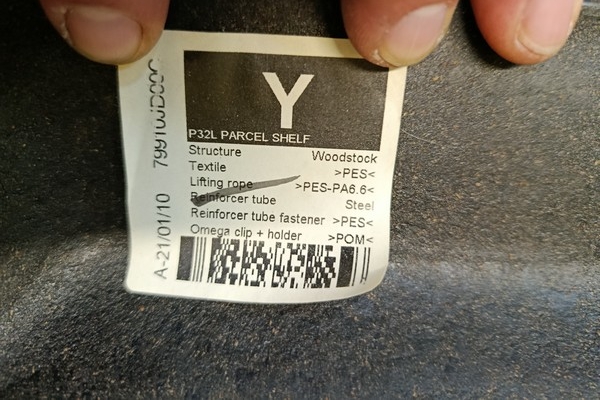 Y
P32L PARCEL SHELF
Structure Woodstock
Textile >PES<
Lifting rope >PES-PA6.6<
Reinforcer tube Steel
Reinforcer tube fastener >PES<
Omega clip + holder >POM<
A-21/01/10